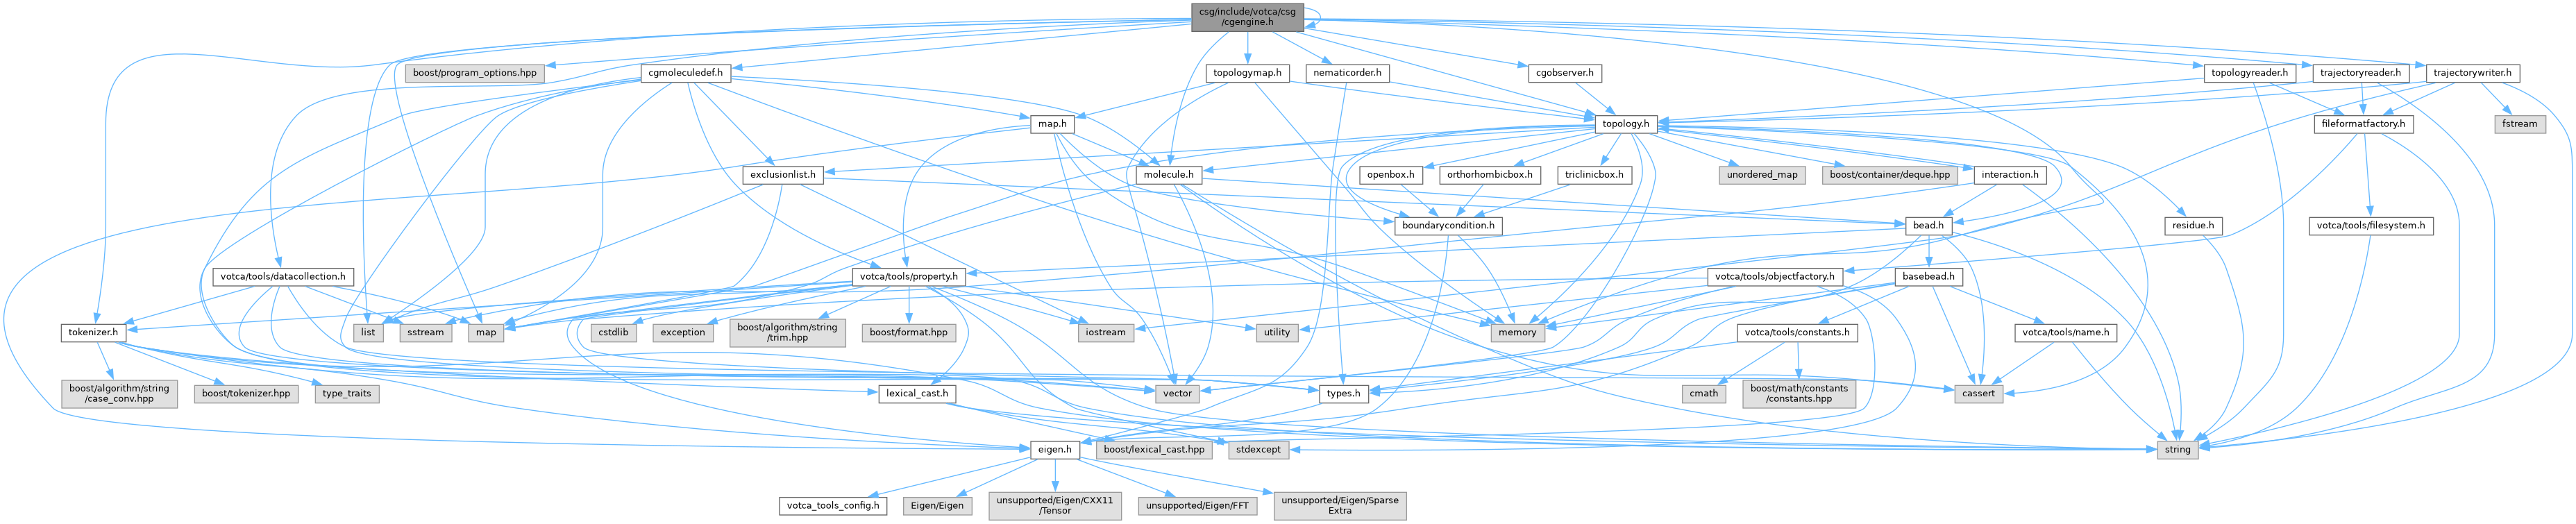 csg/include/votca/csg
/cgengine.h
boost/program_options.hpp
cgmoleculedef.h
topologymap.h
nematicorder.h
cgobserver.h
topologyreader.h
trajectoryreader.h
trajectorywriter.h
map.h
topology.h
fileformatfactory.h
fstream
exclusionlist.h
molecule.h
openbox.h
orthorhombicbox.h
triclinicbox.h
unordered_map
boost/container/deque.hpp
interaction.h
boundarycondition.h
bead.h
residue.h
votca/tools/filesystem.h
votca/tools/datacollection.h
votca/tools/property.h
votca/tools/objectfactory.h
basebead.h
tokenizer.h
list
sstream
map
cstdlib
exception
boost/algorithm/string
/trim.hpp
boost/format.hpp
iostream
utility
memory
votca/tools/constants.h
votca/tools/name.h
boost/algorithm/string
/case_conv.hpp
boost/tokenizer.hpp
type_traits
lexical_cast.h
vector
types.h
cmath
boost/math/constants
/constants.hpp
cassert
eigen.h
boost/lexical_cast.hpp
stdexcept
string
votca_tools_config.h
Eigen/Eigen
unsupported/Eigen/CXX11
/Tensor
unsupported/Eigen/FFT
unsupported/Eigen/Sparse
Extra